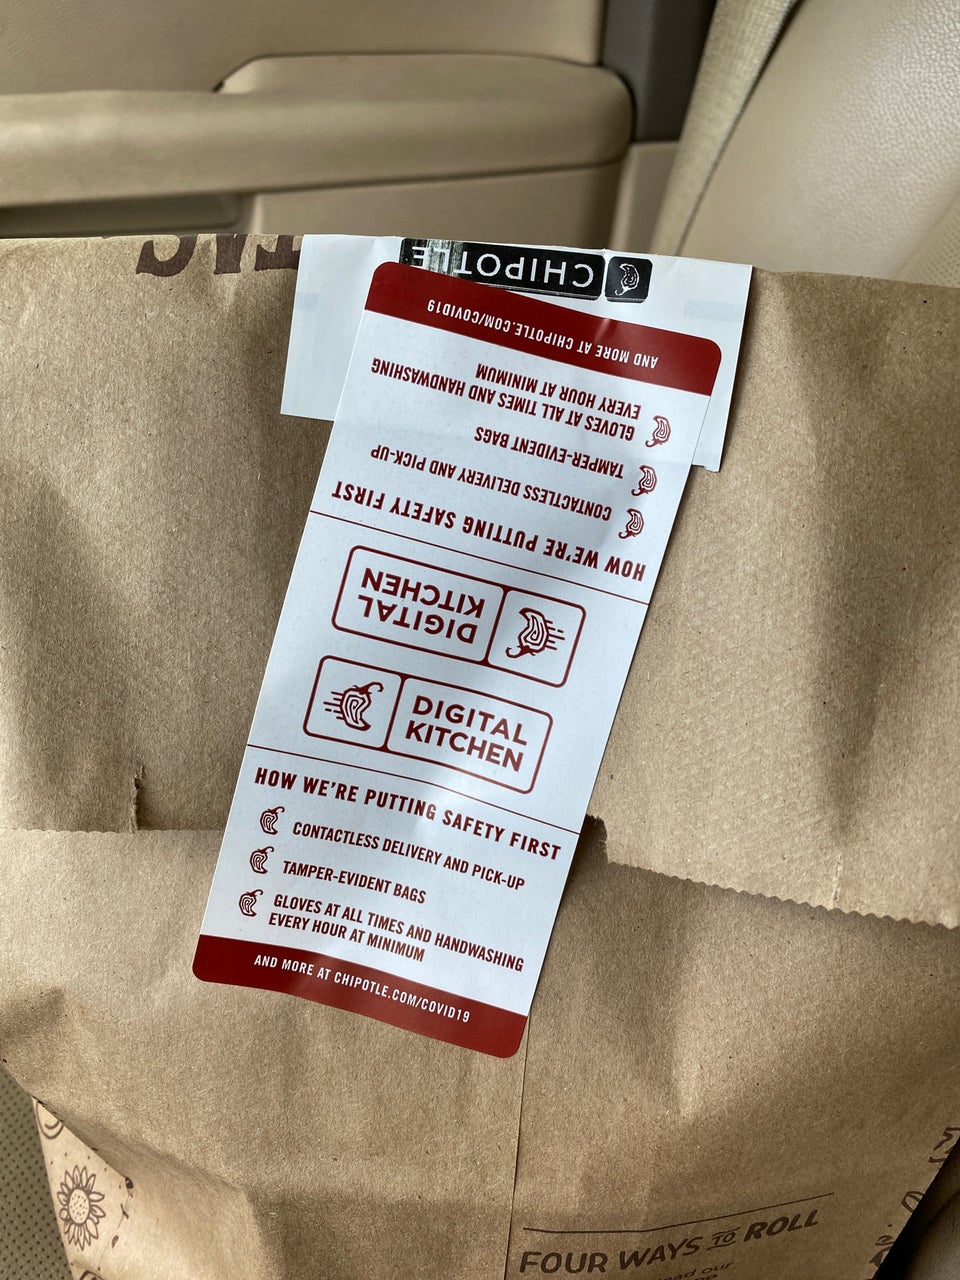 TAC
CHIPOTLE
AND MORE AT CHIPOTLE.COM/COVID19
GLOVES AT ALL TIMES AND HANDWASHING
EVERY HOUR AT MINIMUM
TAMPER-EVIDENT BAGS
CONTACTLESS DELIVERY AND PICK-UP
HOW WE'RE PUTTING SAFETY FIRST
DIGITAL
KITCHEN
DIGITAL
KITCHEN
HOW WE'RE PUTTING SAFETY FIRST
CONTACTLESS DELIVERY AND PICK-UP
TAMPER-EVIDENT BAGS
GLOVES AT ALL TIMES AND HANDWASHING
EVERY HOUR AT MINIMUM
AND MORE AT CHIPOTLE.COM/COVID19
FOUR WAYS TO ROLL
our